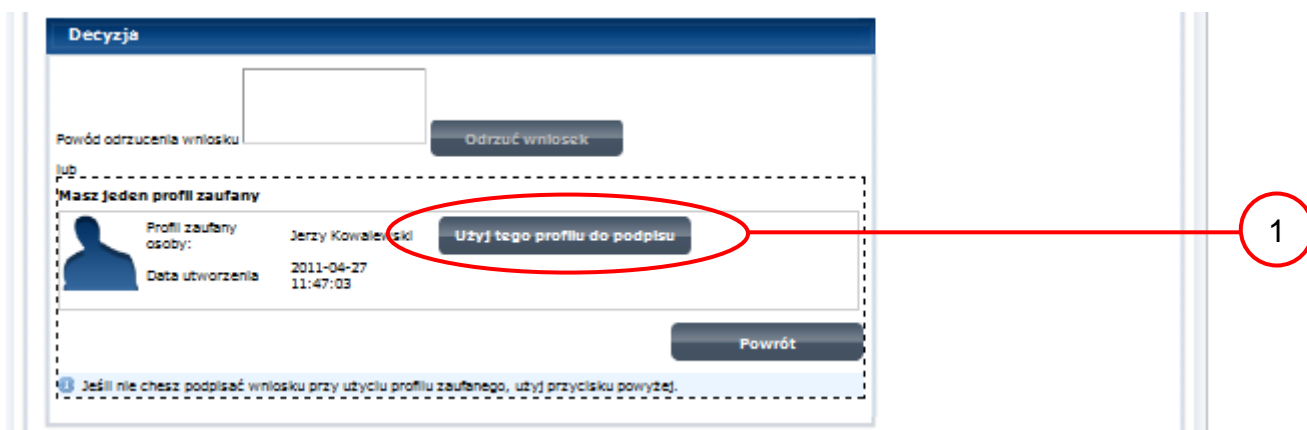 Decyzja
Powód odrzucenia wniosku
Odrzuć wniosek
lub
Masz jeden profil zaufany
Profil zaufany osoby:
Jerzy Kowalewski
Użyj tego profilu do podpisu
1
Data utworzenia
2011-04-27
11:47:03
Powrót
Jeśli nie chesz podpisać wniosku przy użyciu profilu zaufanego, użyj przycisku powyżej.